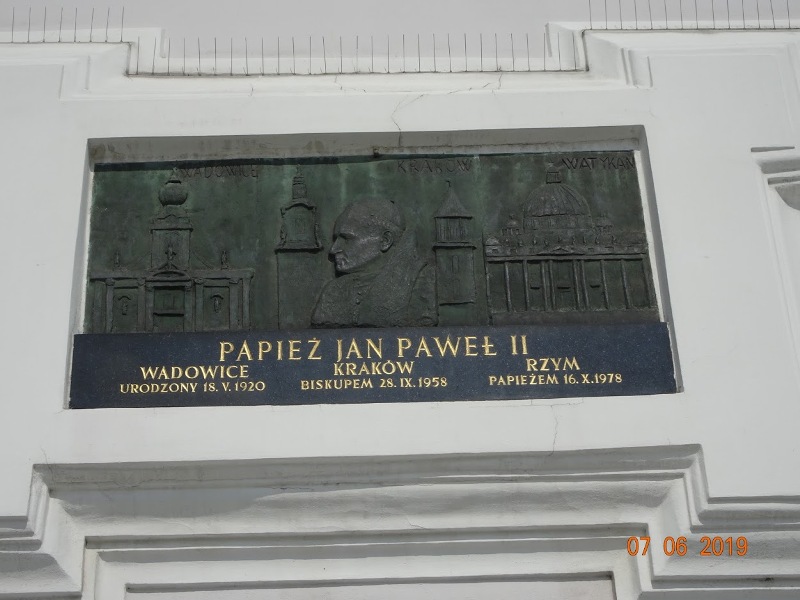 WADOWICE KRAKÓW WATYKAN
PAPIEŻ JAN PAWEŁ II
WADOWICE KRAKÓW RZYM
URODZONY 18.V.1920 BISKUPEM 28.IX.1958 PAPIEŻEM 16.X.1978
07 06 2019